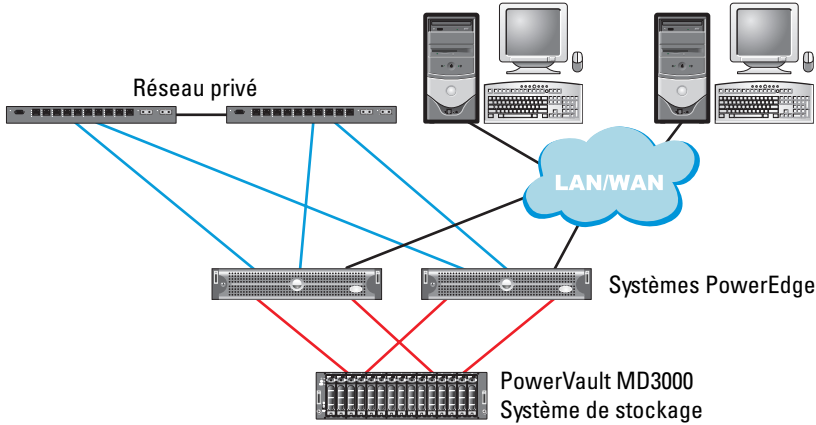 Réseau privé
LAN/WAN
Systèmes PowerEdge
PowerVault MD3000
Système de stockage